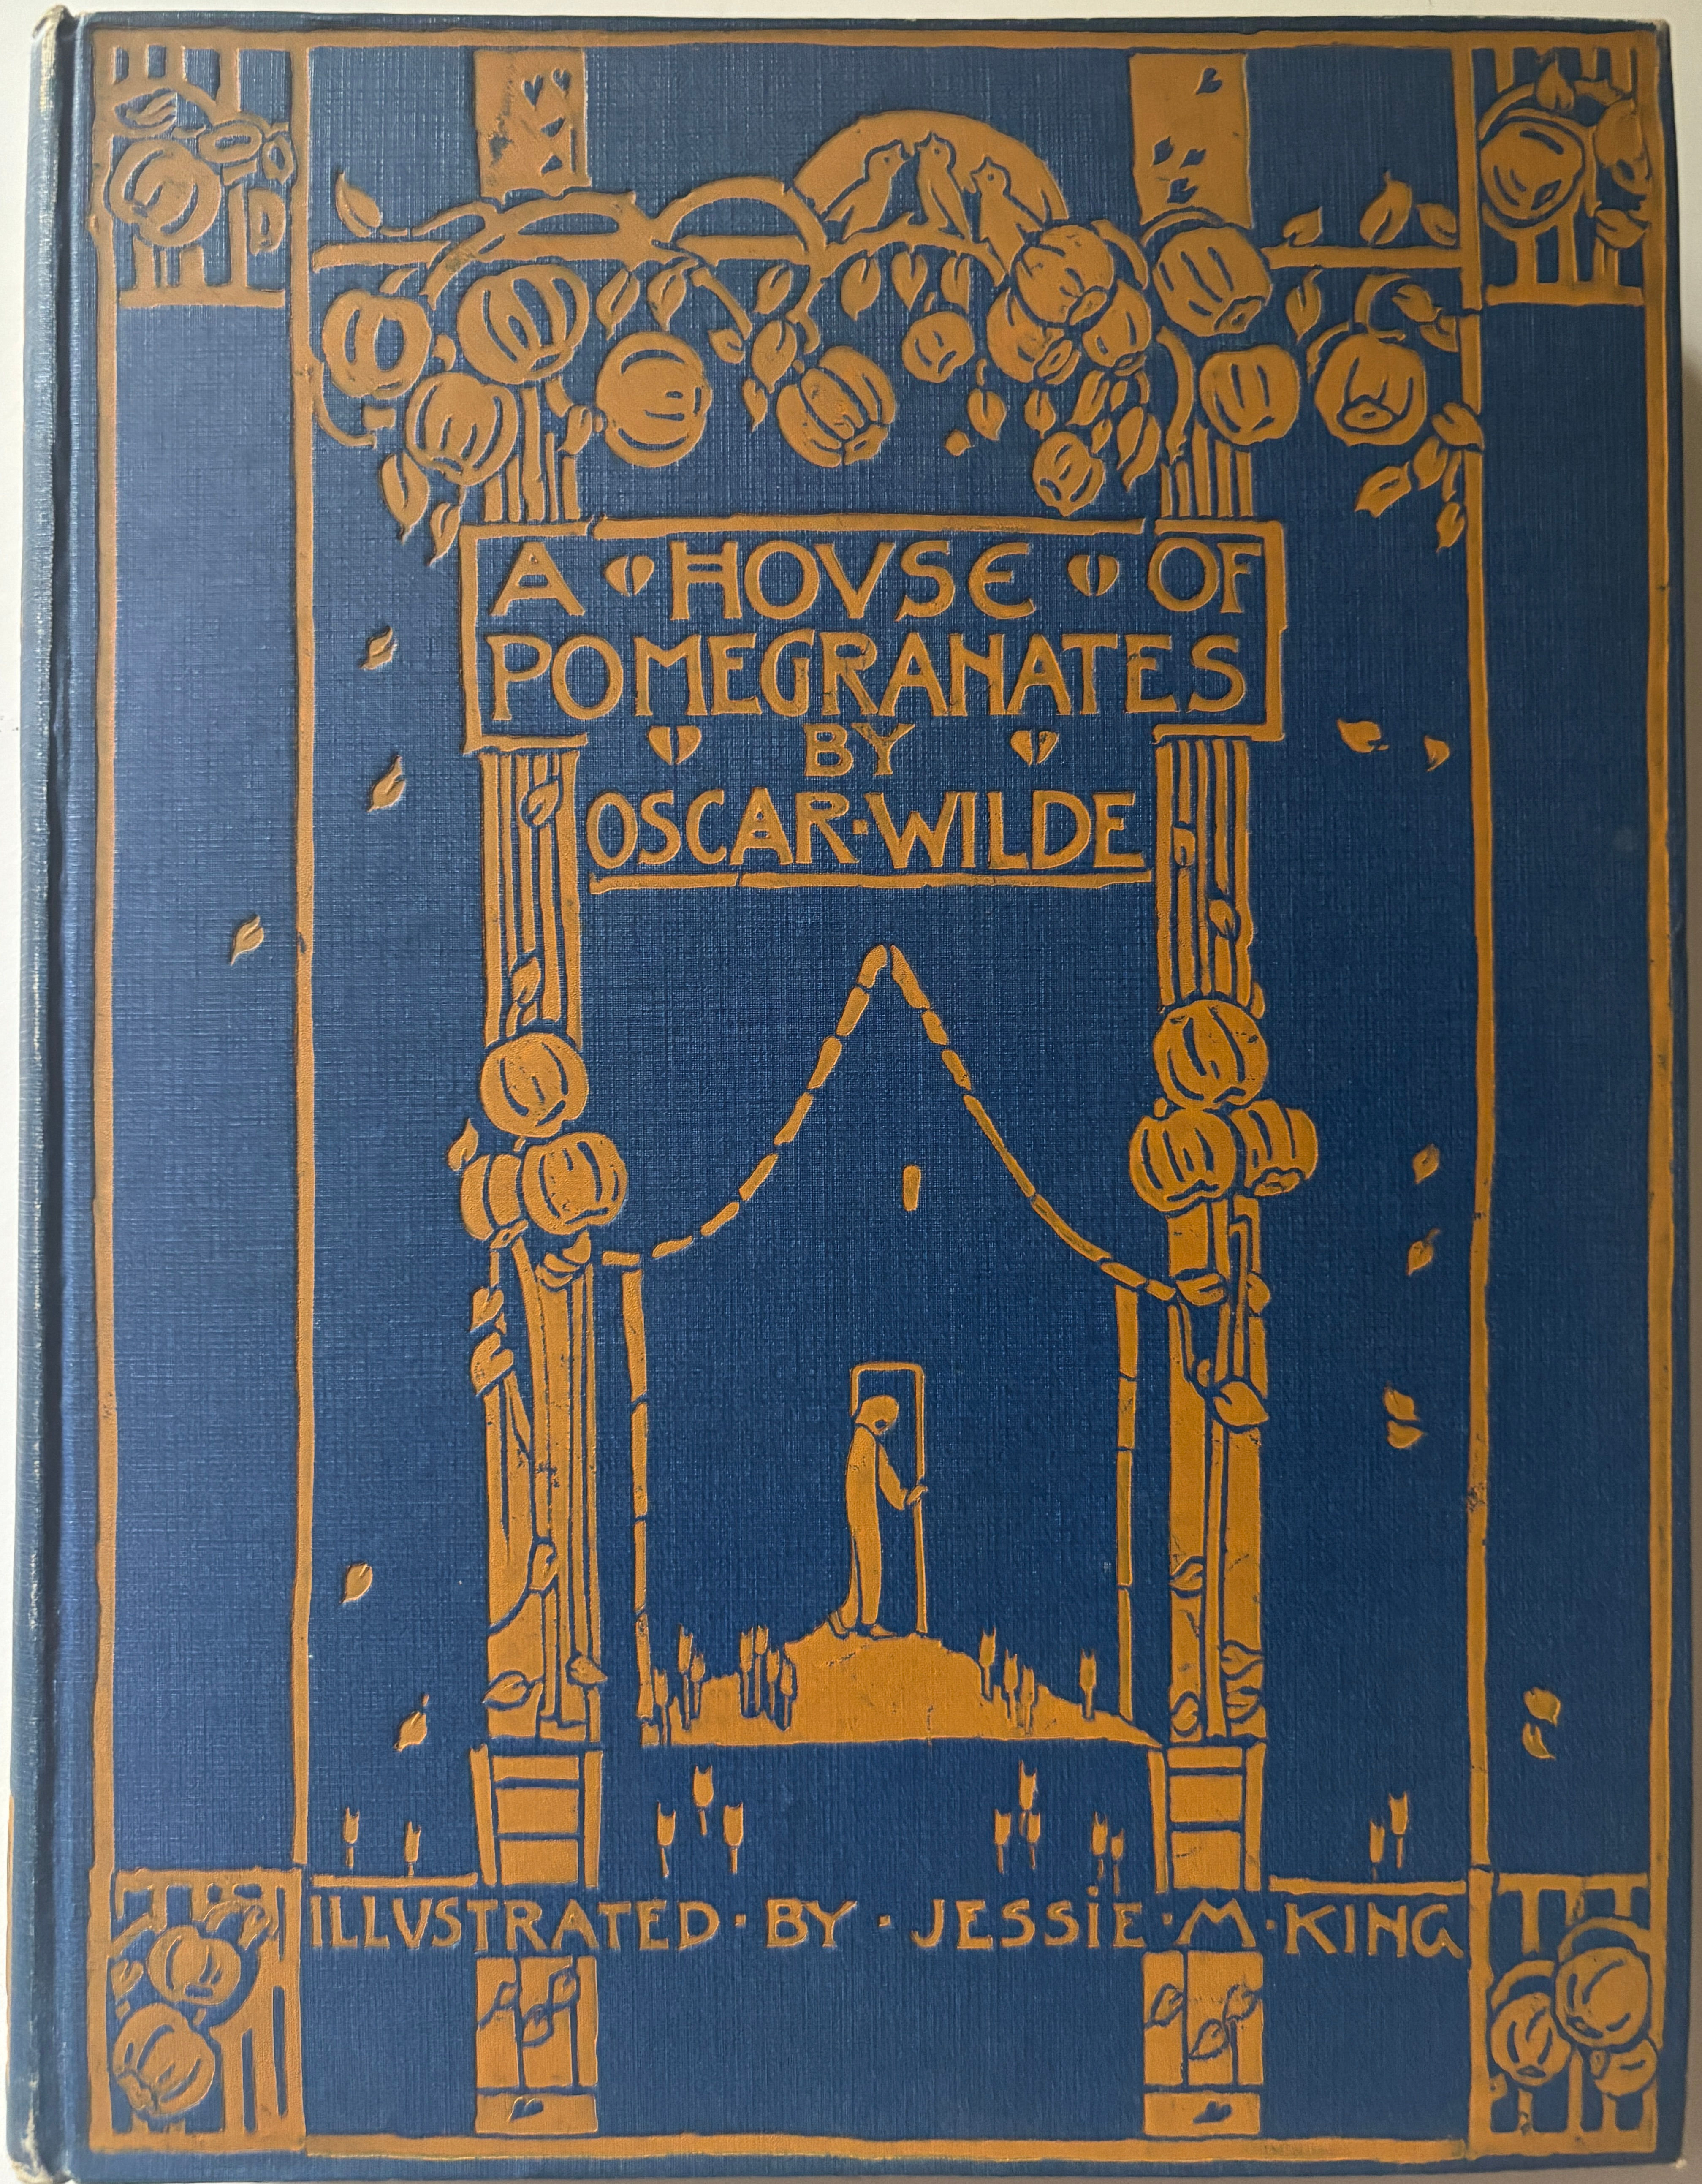 A HOVSE OF
POMEGRANATES
BY
OSCAR·WILDE
ILLVSTRATED·BY·JESSIE·M·KING